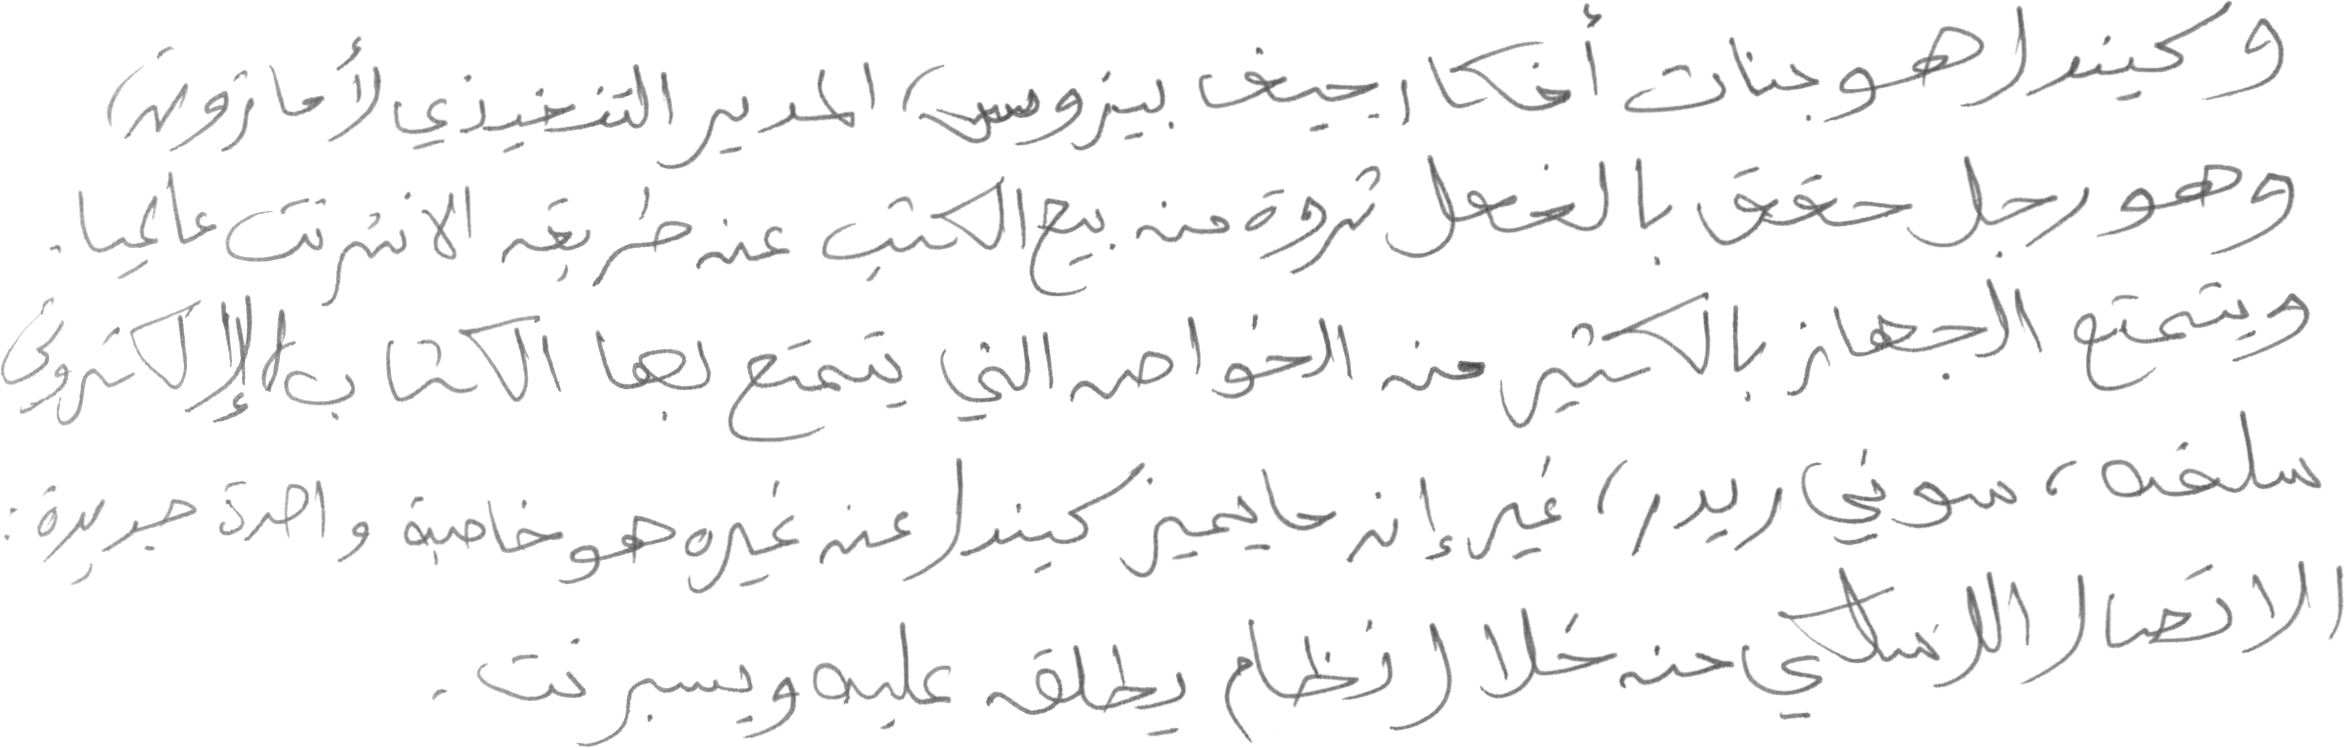 وكيندل هو جنات أفكار جيف بيزوس، المدير التنفيذي لأمازون،
وهو رجل حقق بالفعل ثروة من بيع الكتب عن طريق الانترنت عالميا.
ويتمتع الجهاز بالكثير من الخواص التي يتمتع بها الكتاب الإلكتروني
سلفه، سوني ريدر، غير إن ما يميز كيندل عن غيره هو خاصية واحدة جديدة:
الاتصال اللاسلكي من خلال نظام يطلق عليه ويسبرنت.